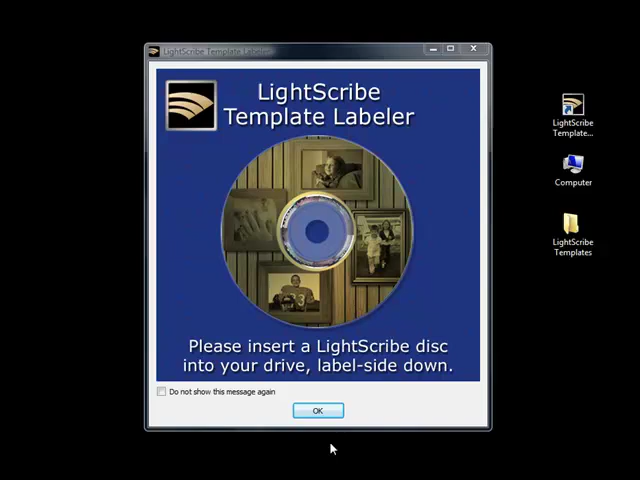 LightScribe Template Labeler
LightScribe
Template Labeler
73
Please insert a LightScribe disc
into your drive, label-side down.
Do not show this message again
OK
LightScribe
Template...
Computer
LightScribe
Templates